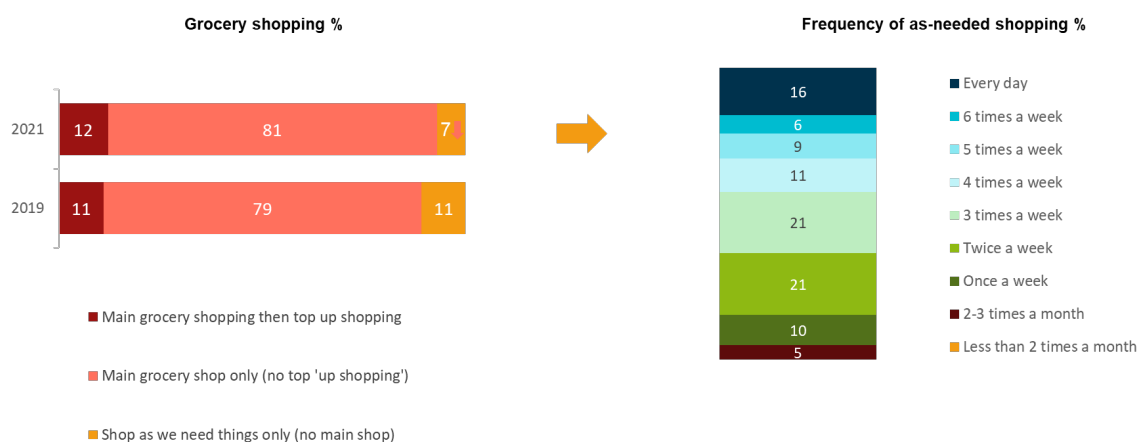 Grocery shopping %
2021
12
81
7
2019
11
79
11
Main grocery shopping then top up shopping
Main grocery shop only (no top 'up shopping')
Shop as we need things only (no main shop)
Frequency of as-needed shopping %
16
6
9
11
21
21
10
5
Every day
6 times a week
5 times a week
4 times a week
3 times a week
Twice a week
Once a week
2-3 times a month
Less than 2 times a month